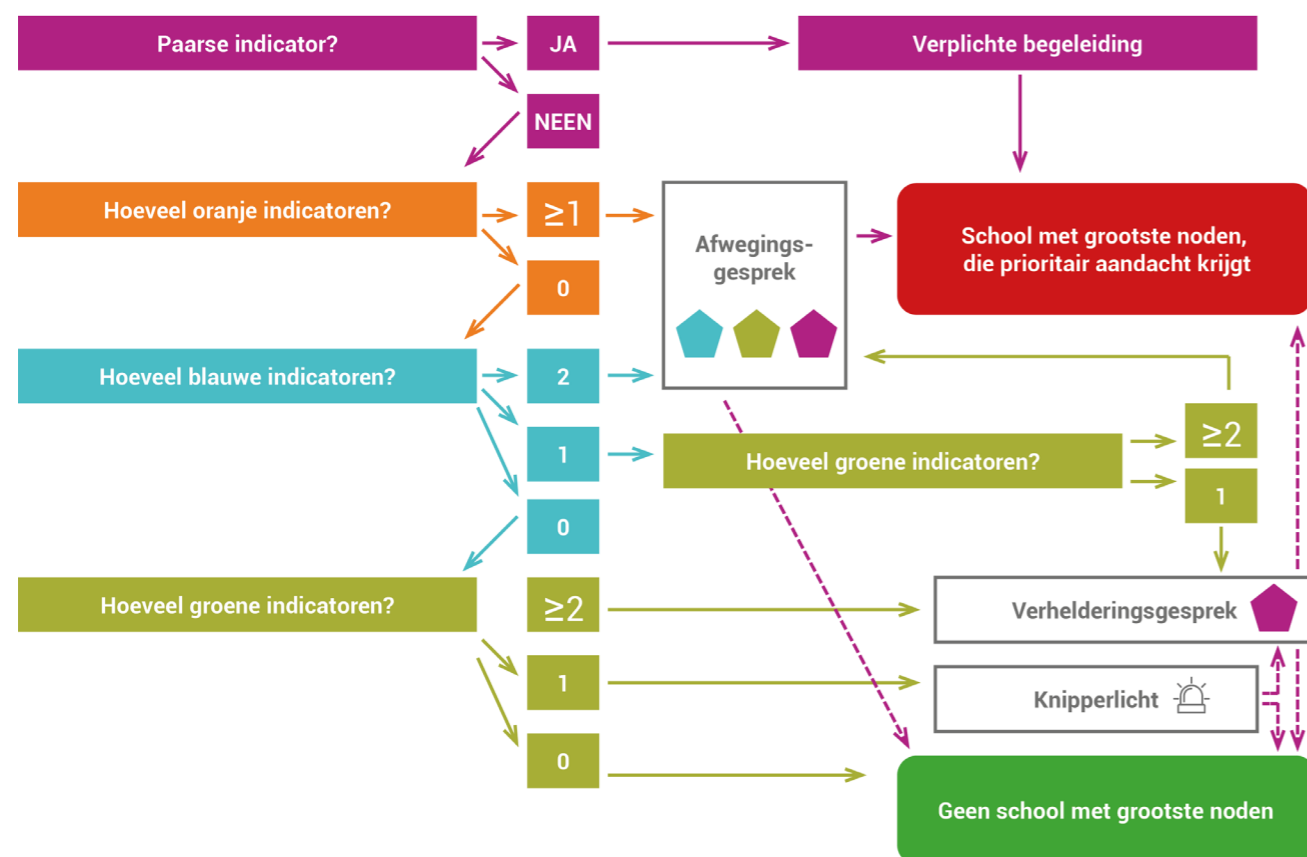 Paarse indicator?
JA
Verplichte begeleiding
NEEN
Hoeveel oranje indicatoren?
≥1
0
Afwegings-
gesprek
School met grootste noden,
die prioritair aandacht krijgt
Hoeveel blauwe indicatoren?
2
1
0
Hoeveel groene indicatoren?
≥2
1
Hoeveel groene indicatoren?
≥2
1
0
Verhelderingsgesprek
Knipperlicht
Geen school met grootste noden